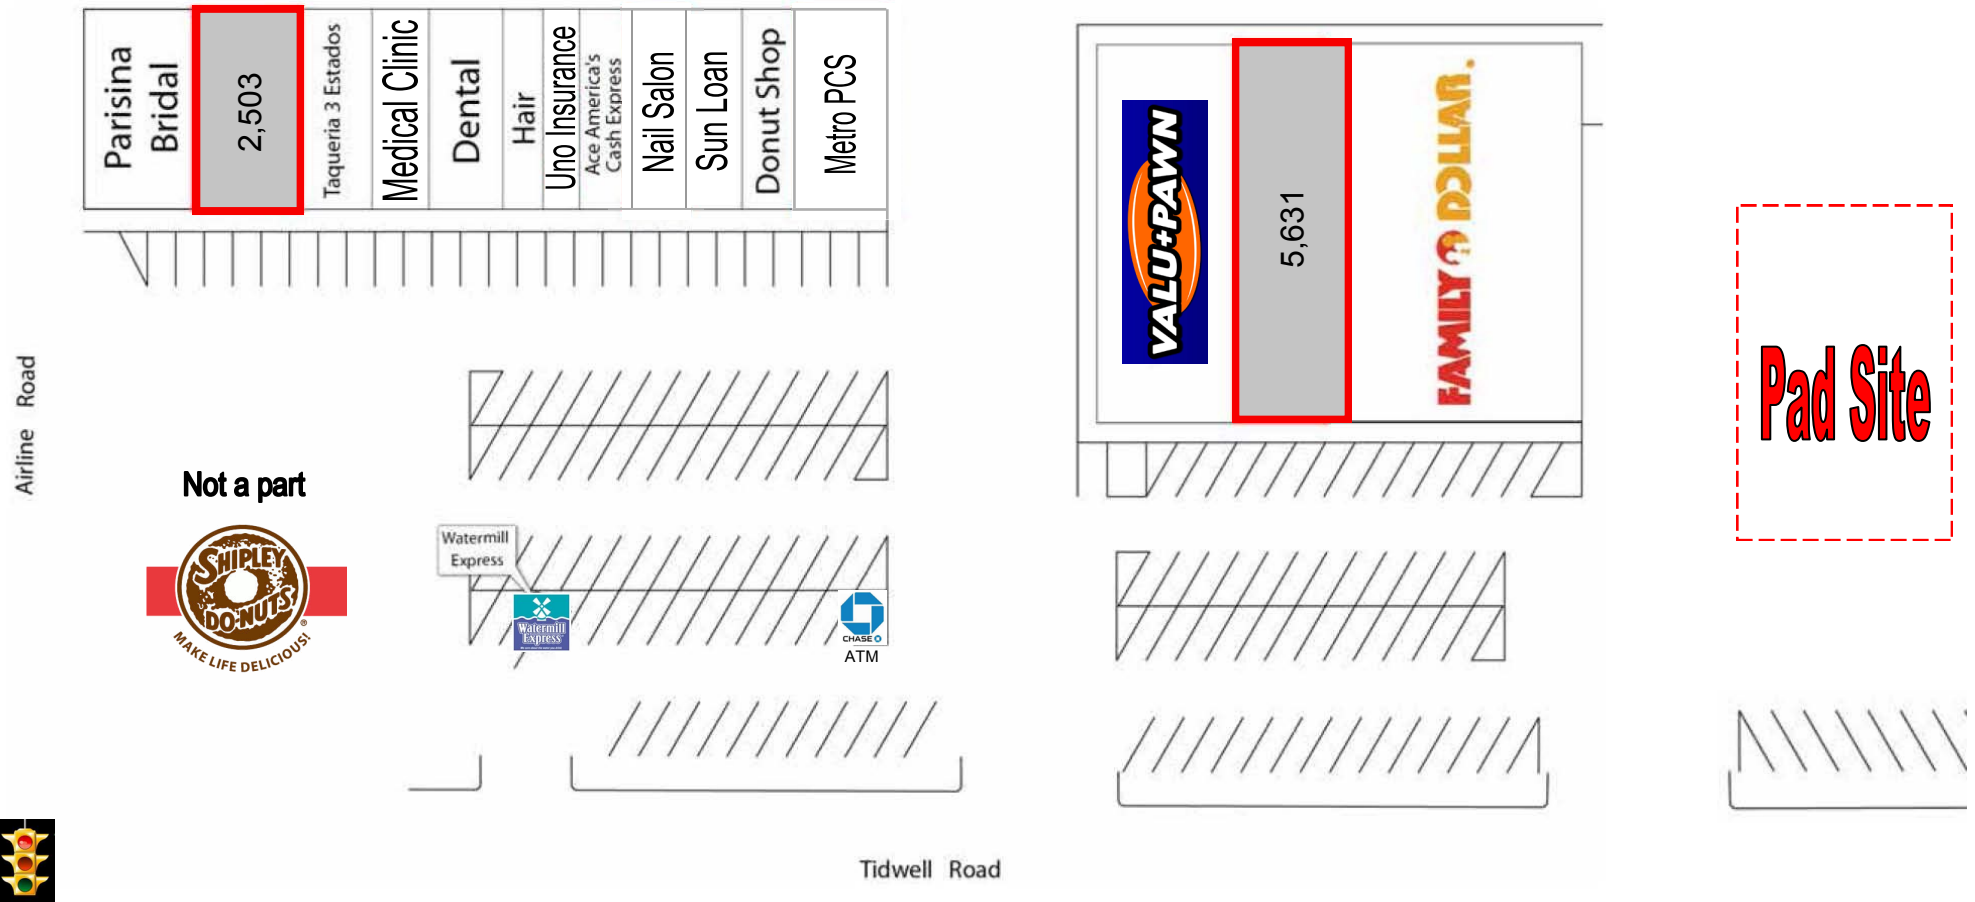 Parisina
Bridal
2,503
Taqueria 3 Estados
Medical Clinic
Dental
Hair
Uno Insurance
Ace America's
Cash Express
Nail Salon
Sun Loan
Donut Shop
Metro PCS
VALU+PAWN
5,631
FAMILY DOLLAR®
Pad Site
Airline Road
Not a part
SHIPLEY
DO-NUTS®
MAKE LIFE DELICIOUS!
Watermill
Express
Watermill
Express
CHASE
ATM
Tidwell Road